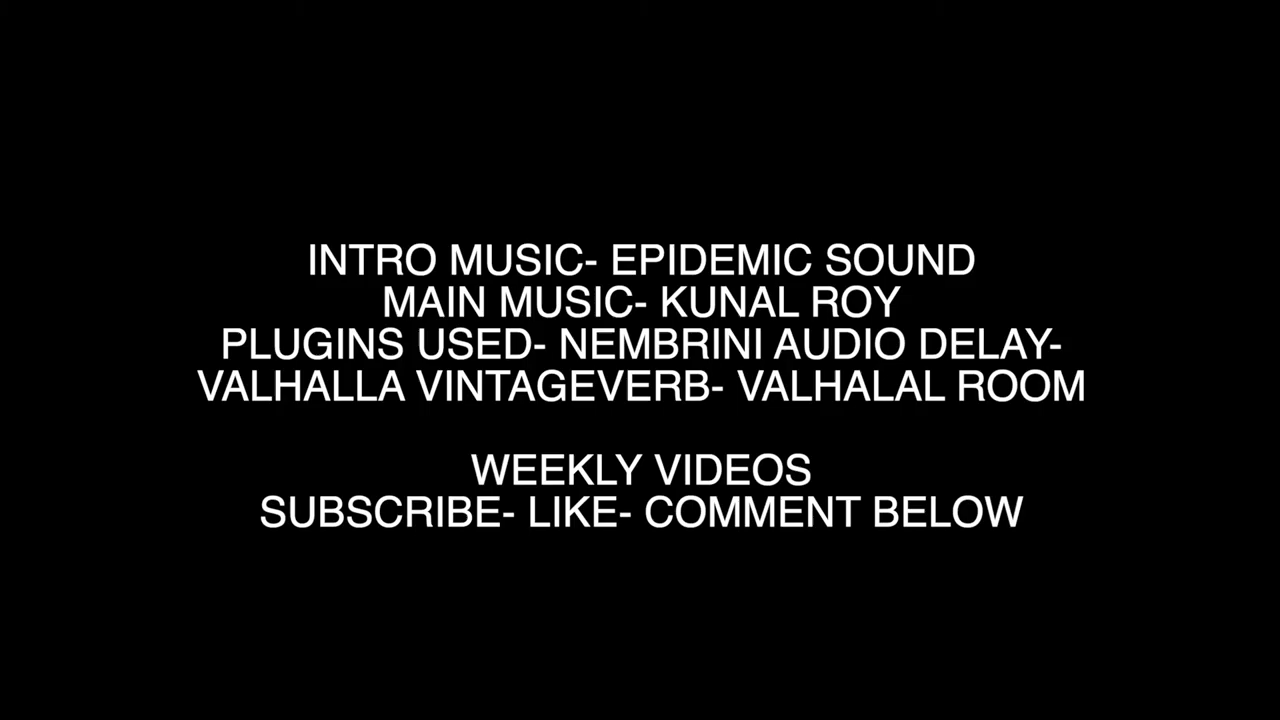 INTRO MUSIC- EPIDEMIC SOUND
MAIN MUSIC- KUNAL ROY
PLUGINS USED- NEMBRINI AUDIO DELAY-
VALHALLA VINTAGEVERB- VALHALAL ROOM
WEEKLY VIDEOS
SUBSCRIBE- LIKE- COMMENT BELOW